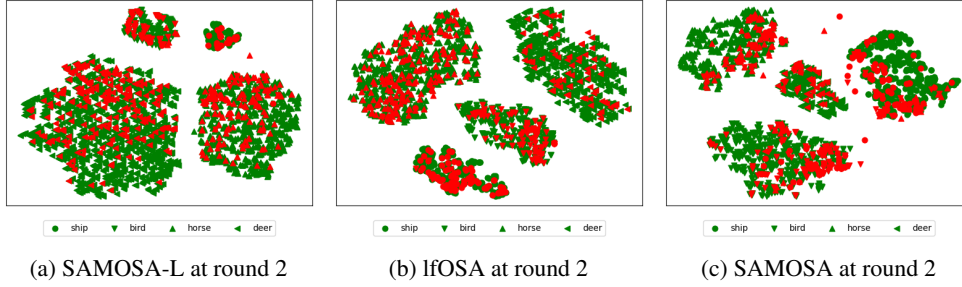 ship bird horse deer
ship bird horse deer
ship bird horse deer
(a) SAMOSA-L at round 2
(b) lfOSA at round 2
(c) SAMOSA at round 2